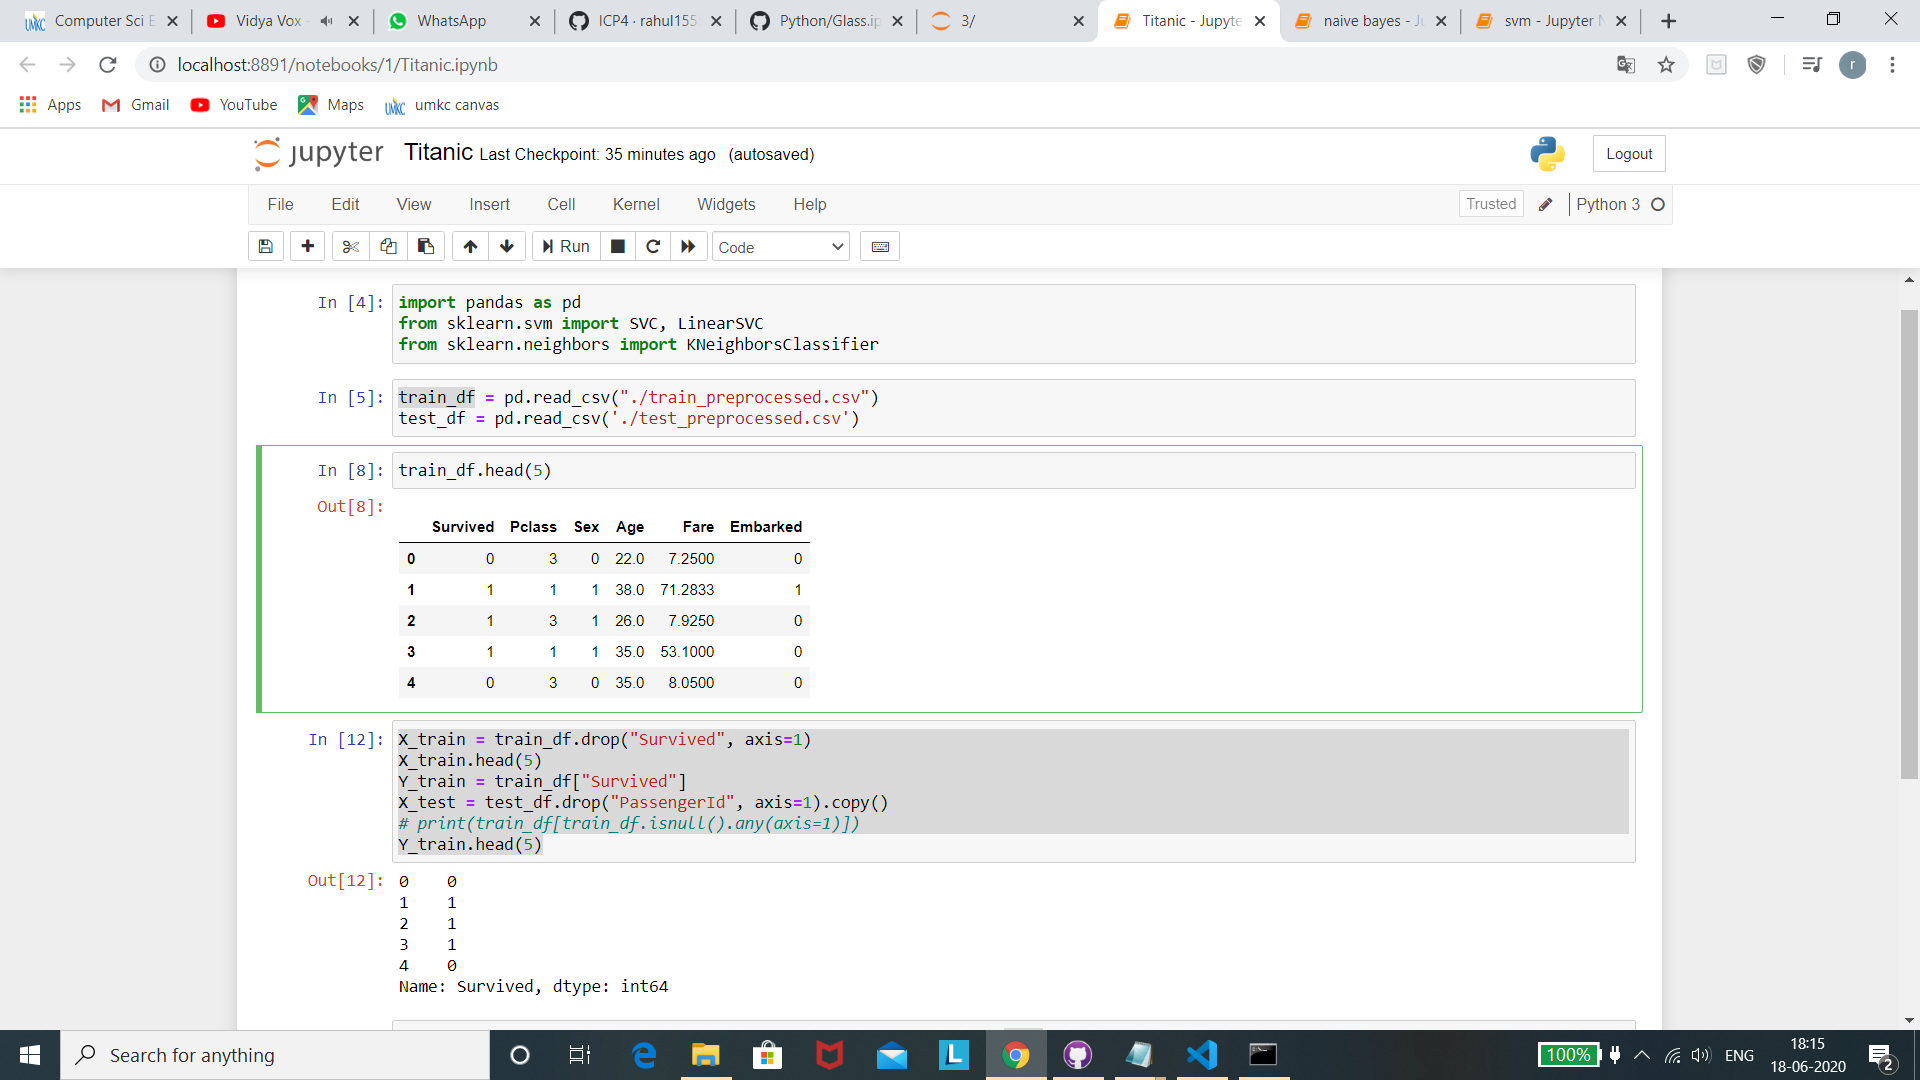 Computer Sci E
Vidya Vox -
WhatsApp
ICP4 · rahul155
Python/Glass.ip
3/
Titanic - Jupyte
naive bayes - Ju
svm - Jupyter N
localhost:8891/notebooks/1/Titanic.ipynb
r
Apps
Gmail
YouTube
Maps
UMKC
umkc canvas
jupyter
Titanic Last Checkpoint: 35 minutes ago (autosaved)
Logout
File Edit View Insert Cell Kernel Widgets Help
Trusted
Python 3
Run
Code
In [4]:
import pandas as pd
from sklearn.svm import SVC, LinearSVC
from sklearn.neighbors import KNeighborsClassifier
In [5]:
train_df = pd.read_csv("./train_preprocessed.csv")
test_df = pd.read_csv('./test_preprocessed.csv')
In [8]:
train_df.head(5)
Out[8]:
Survived Pclass Sex Age Fare Embarked
0 0 3 0 22.0 7.2500 0
1 1 1 1 38.0 71.2833 1
2 1 3 1 26.0 7.9250 0
3 1 1 1 35.0 53.1000 0
4 0 3 0 35.0 8.0500 0
In [12]:
X_train = train_df.drop("Survived", axis=1)
X_train.head(5)
Y_train = train_df["Survived"]
X_test = test_df.drop("PassengerId", axis=1).copy()
# print(train_df[train_df.isnull().any(axis=1)])
Y_train.head(5)
Out[12]:
0 0
1 1
2 1
3 1
4 0
Name: Survived, dtype: int64
Search for anything
L
100%
ENG
18:15
18-06-2020
2